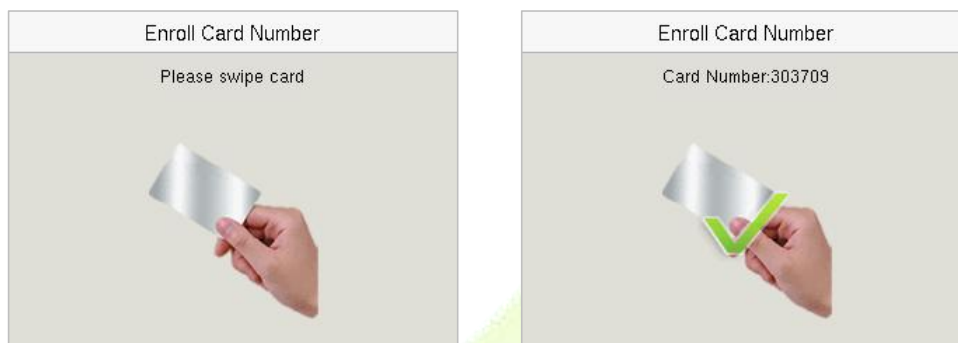 Enroll Card Number
Please swipe card
Enroll Card Number
Card Number:303709